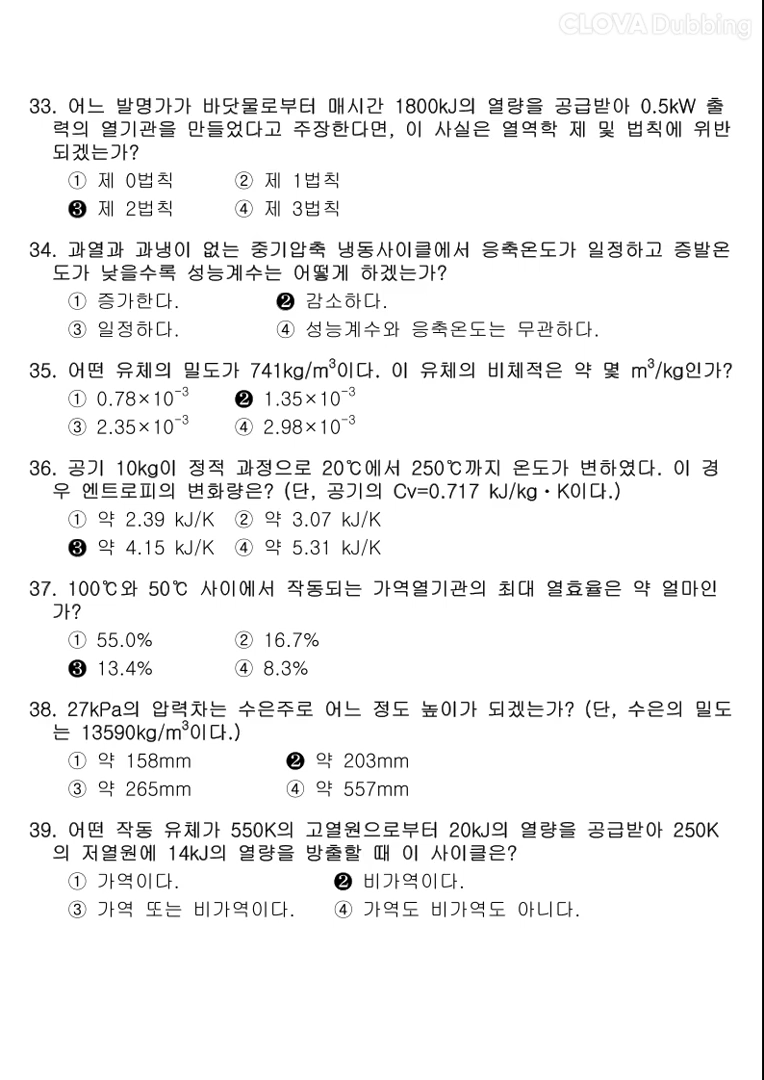 CLOVA Dubbing
33. 어느 발명가가 바닷물로부터 매시간 1800kJ의 열량을 공급받아 0.5kW 출
력의 열기관을 만들었다고 주장한다면, 이 사실은 열역학 제 및 법칙에 위반
되겠는가?
① 제 0법칙 ② 제 1법칙
❸ 제 2법칙 ④ 제 3법칙
34. 과열과 과냉이 없는 중기압축 냉동사이클에서 응축온도가 일정하고 증발온
도가 낮을수록 성능계수는 어떻게 하겠는가?
① 증가한다. ❷ 감소하다.
③ 일정하다. ④ 성능계수와 응축온도는 무관하다.
35. 어떤 유체의 밀도가 741kg/m³이다. 이 유체의 비체적은 약 몇 m³/kg인가?
① 0.78×10⁻³ ❷ 1.35×10⁻³
③ 2.35×10⁻³ ④ 2.98×10⁻³
36. 공기 10kg이 정적 과정으로 20℃에서 250℃까지 온도가 변하였다. 이 경
우 엔트로피의 변화량은? (단, 공기의 Cv=0.717 kJ/kg·K이다.)
① 약 2.39 kJ/K ② 약 3.07 kJ/K
❸ 약 4.15 kJ/K ④ 약 5.31 kJ/K
37. 100℃와 50℃ 사이에서 작동되는 가역열기관의 최대 열효율은 약 얼마인
가?
① 55.0% ② 16.7%
❸ 13.4% ④ 8.3%
38. 27kPa의 압력차는 수은주로 어느 정도 높이가 되겠는가? (단, 수은의 밀도
는 13590kg/m³이다.)
① 약 158mm ❷ 약 203mm
③ 약 265mm ④ 약 557mm
39. 어떤 작동 유체가 550K의 고열원으로부터 20kJ의 열량을 공급받아 250K
의 저열원에 14kJ의 열량을 방출할 때 이 사이클은?
① 가역이다. ❷ 비가역이다.
③ 가역 또는 비가역이다. ④ 가역도 비가역도 아니다.